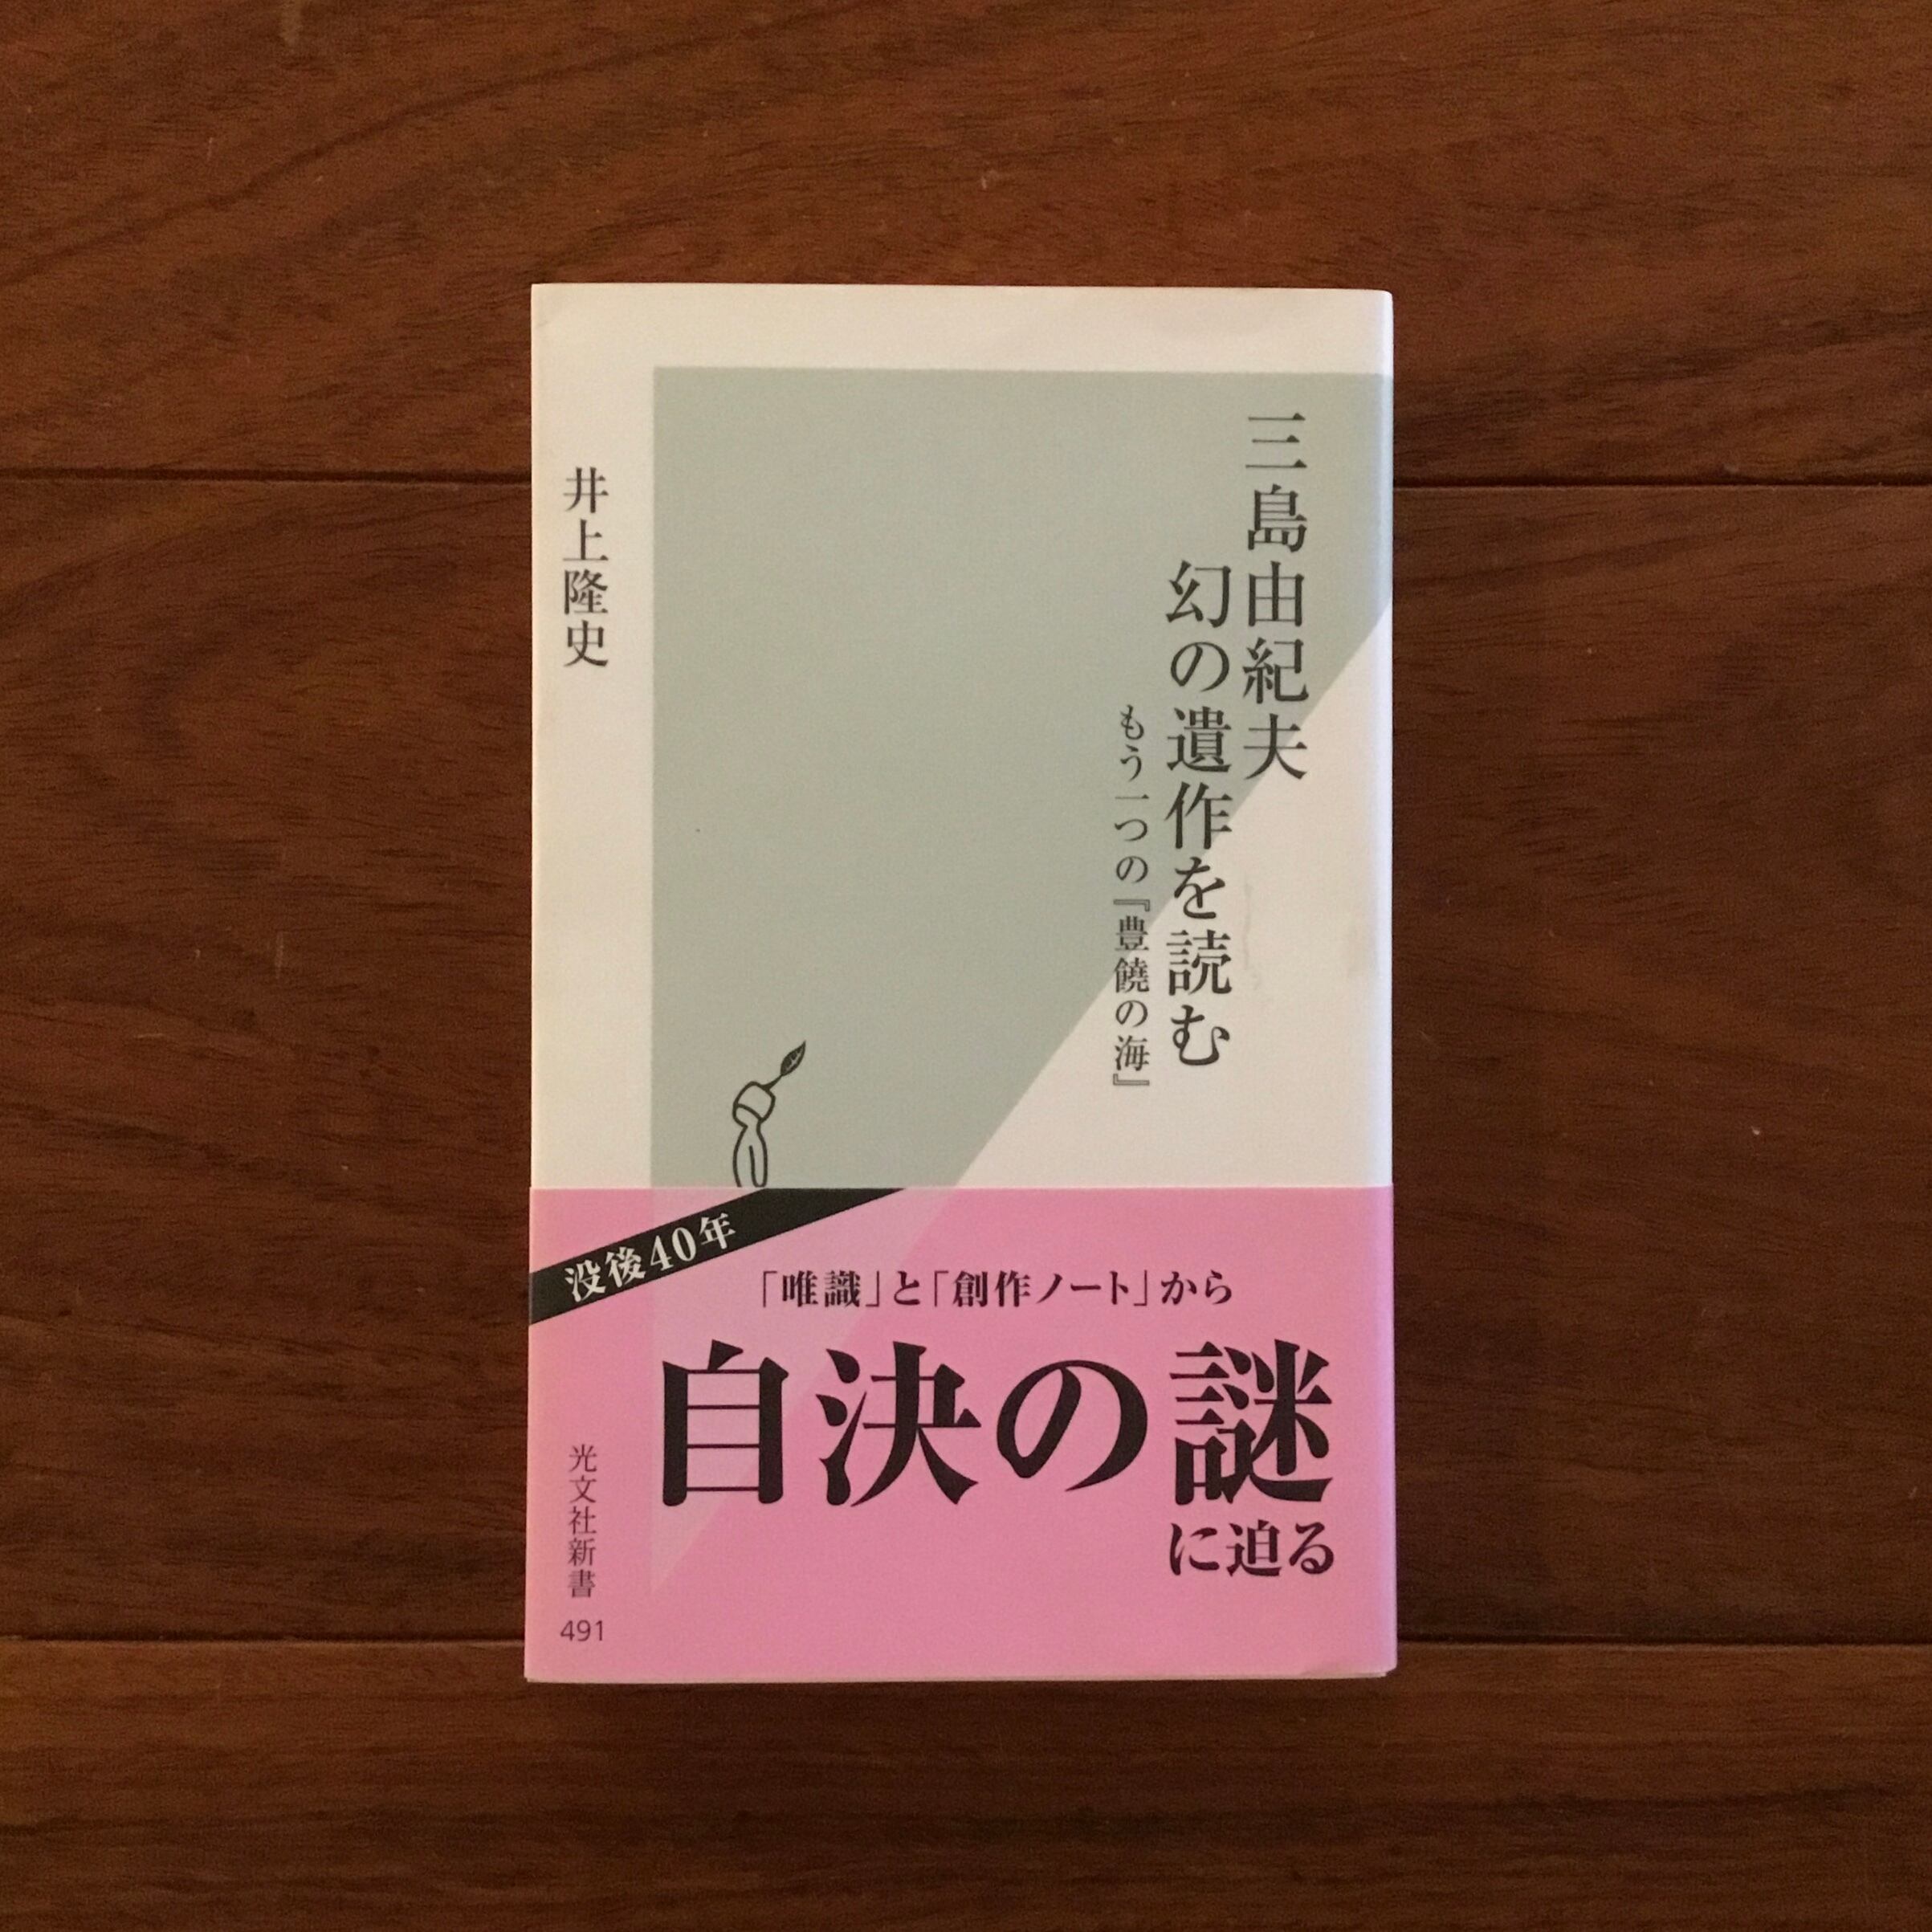 三島由紀夫
幻の遺作を読む
もう一つの『豊饒の海』
井上隆史
没後40年
「唯識」と「創作ノート」から
自決の謎
に迫る
光文社新書
491